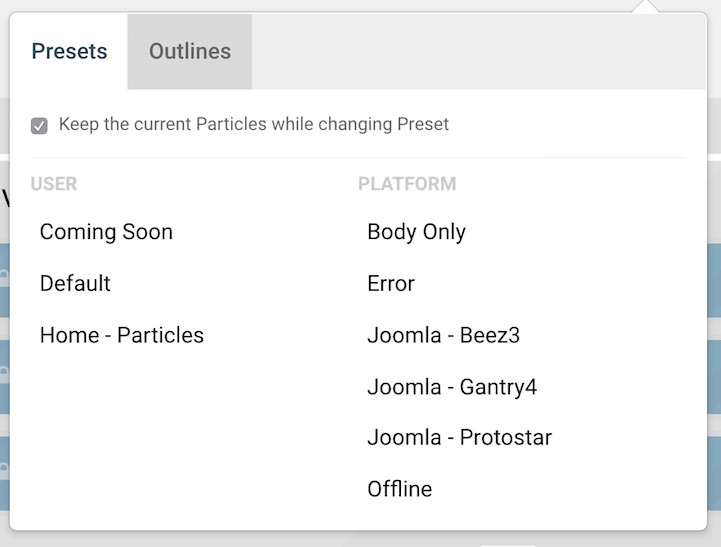 Presets
Outlines
Keep the current Particles while changing Preset
USER
Coming Soon
Default
Home - Particles
PLATFORM
Body Only
Error
Joomla - Beez3
Joomla - Gantry4
Joomla - Protostar
Offline